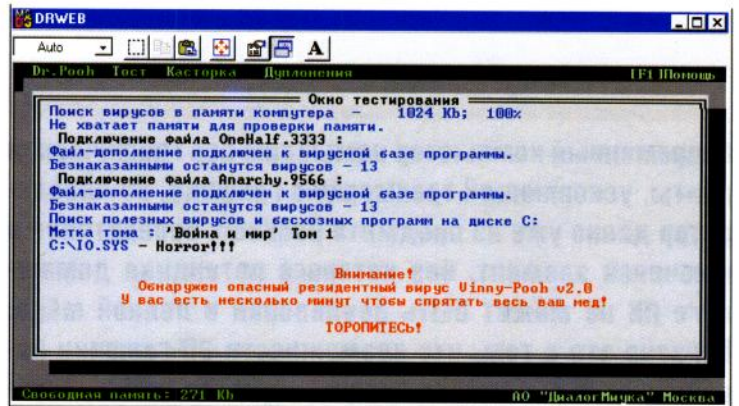 DRWEB
Auto
A
Dr.Pooh Тост Касторка Дуплонения [F1]Помощь
Окно тестирования
Поиск вирусов в памяти компутера - 1024 Kb; 100%
Не хватает памяти для проверки памяти.
Подключение файла OneHalf.3333 :
Файл-дополнение подключен к вирусной базе программы.
Безнаказанными останутся вирусов - 13
Подключение файла Anarchy.9566 :
Файл-дополнение подключен к вирусной базе программы.
Безнаказанными останутся вирусов - 13
Поиск полезных вирусов и бесхозных программ на диске C:
Метка тома : 'Война и мир' Том 1
C:\IO.SYS - Horror!!!
Внимание!
Обнаружен опасный резидентный вирус Vinny-Pooh v2.0
У вас есть несколько минут чтобы спрятать весь ваш мед!
ТОРОПИТЕСЬ!
Свободная память: 271 Kb АО "ДиалогМаука" Москва